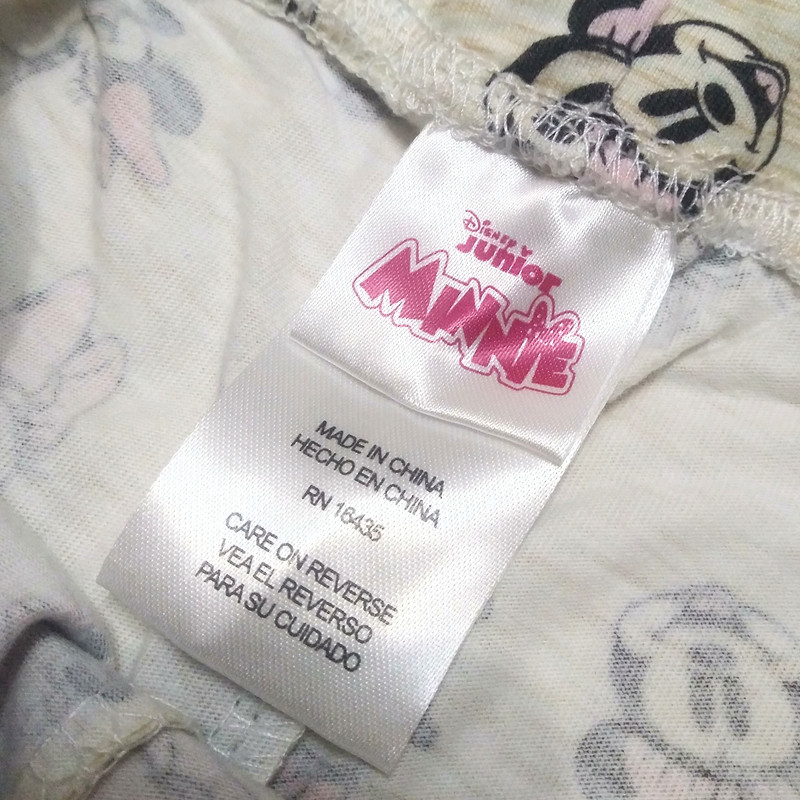 Disney
Junior
MINNIE
MADE IN CHINA
HECHO EN CHINA
RN 16435
CARE ON REVERSE
VEA EL REVERSO
PARA SU CUIDADO